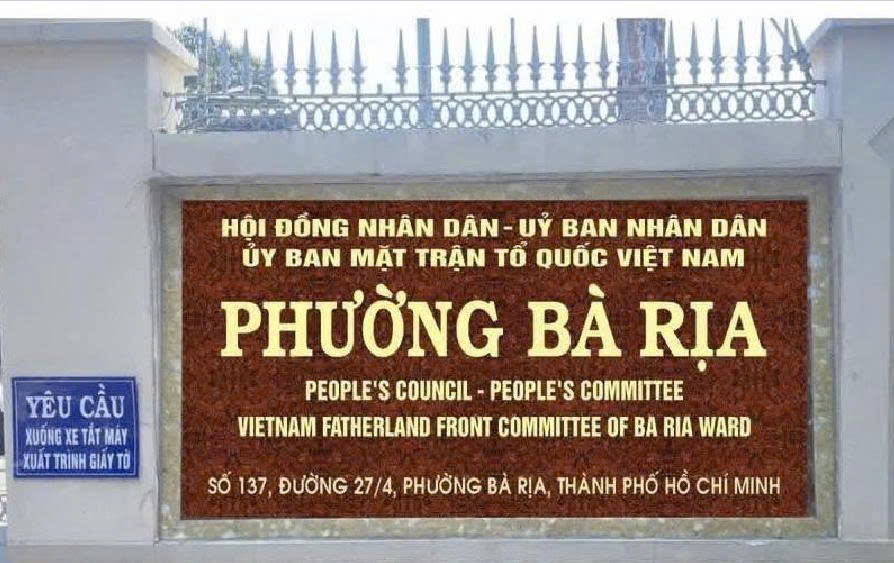 HỘI ĐỒNG NHÂN DÂN - UỶ BAN NHÂN DÂN
ỦY BAN MẶT TRẬN TỔ QUỐC VIỆT NAM
PHƯỜNG BÀ RỊA
PEOPLE'S COUNCIL - PEOPLE'S COMMITTEE
VIETNAM FATHERLAND FRONT COMMITTEE OF BA RIA WARD
SỐ 137, ĐƯỜNG 27/4, PHƯỜNG BÀ RỊA, THÀNH PHỐ HỒ CHÍ MINH
YÊU CẦU
XUỐNG XE TẮT MÁY
XUẤT TRÌNH GIẤY TỜ